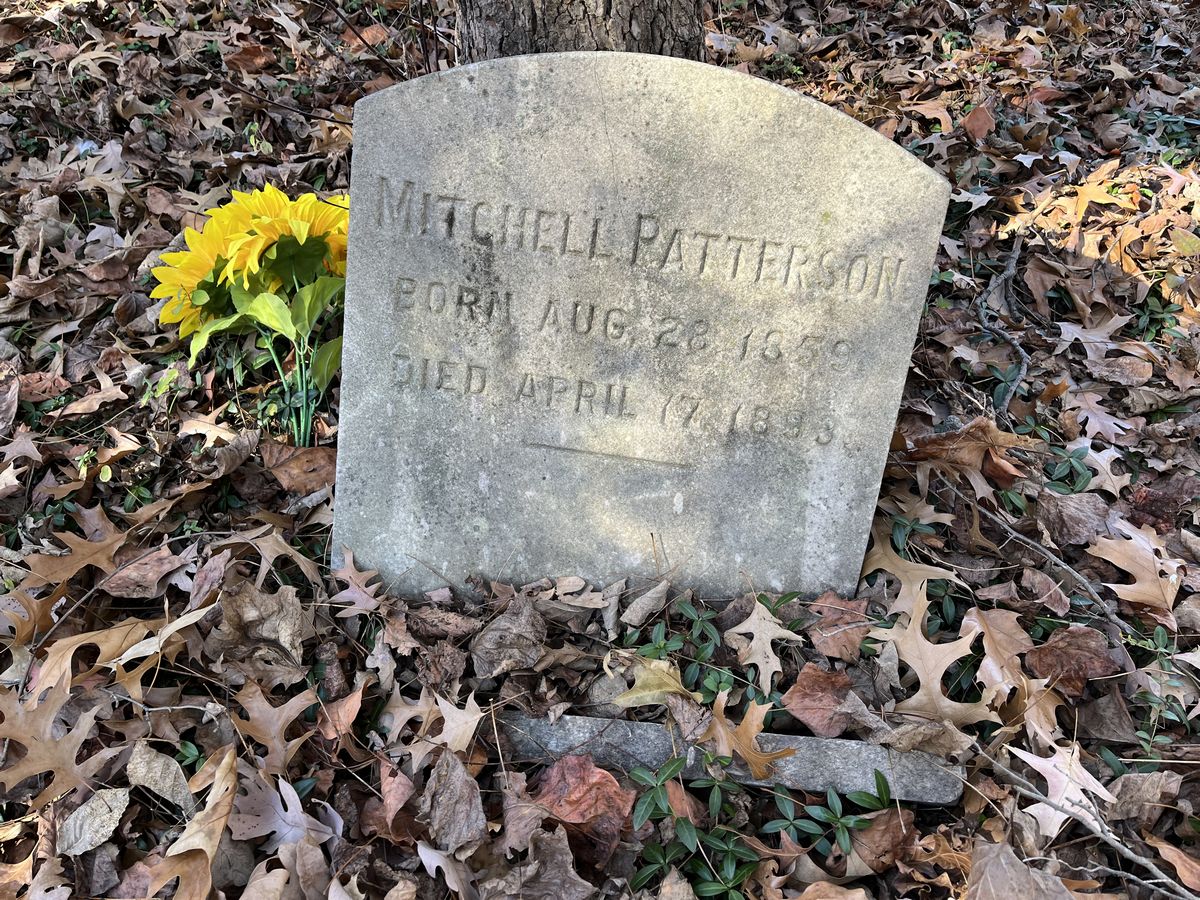 MITCHELL PATTERSON
BORN AUG. 28 1859
DIED APRIL 17, 1893.